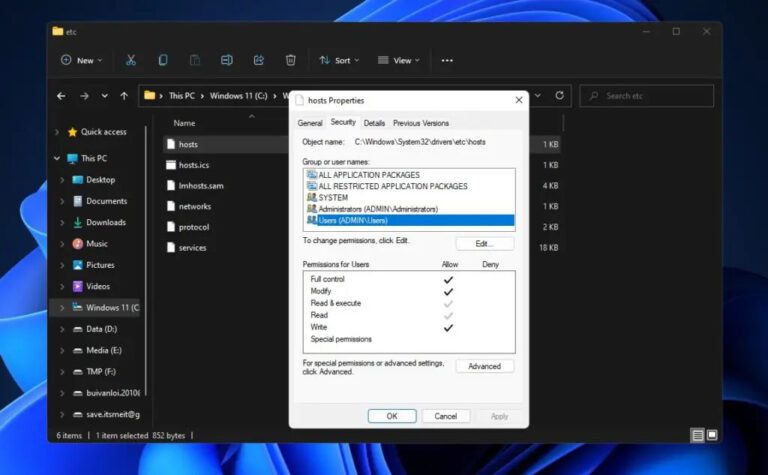 etc
New
Sort
View
This PC
Windows 11 (C:)
Search etc
Quick access
This PC
Desktop
Documents
Downloads
Music
Pictures
Videos
Windows 11 (C
Data (D:)
Media (E:)
TMP (F:)
buivanloi.2010@
save.itsmeit@g
Name
hosts
hosts.ics
lmhosts.sam
networks
protocol
services
1 KB
1 KB
4 KB
1 KB
2 KB
18 KB
hosts Properties
General Security Details Previous Versions
Object name: C:\Windows\System32\drivers\etc\hosts
Group or user names:
ALL APPLICATION PACKAGES
ALL RESTRICTED APPLICATION PACKAGES
SYSTEM
Administrators (ADMIN\Administrators)
Users (ADMIN\Users)
To change permissions, click Edit.
Edit...
Permissions for Users Allow Deny
Full control
Modify
Read & execute
Read
Write
Special permissions
For special permissions or advanced settings,
click Advanced.
Advanced
OK Cancel Apply
6 items 1 item selected 852 bytes